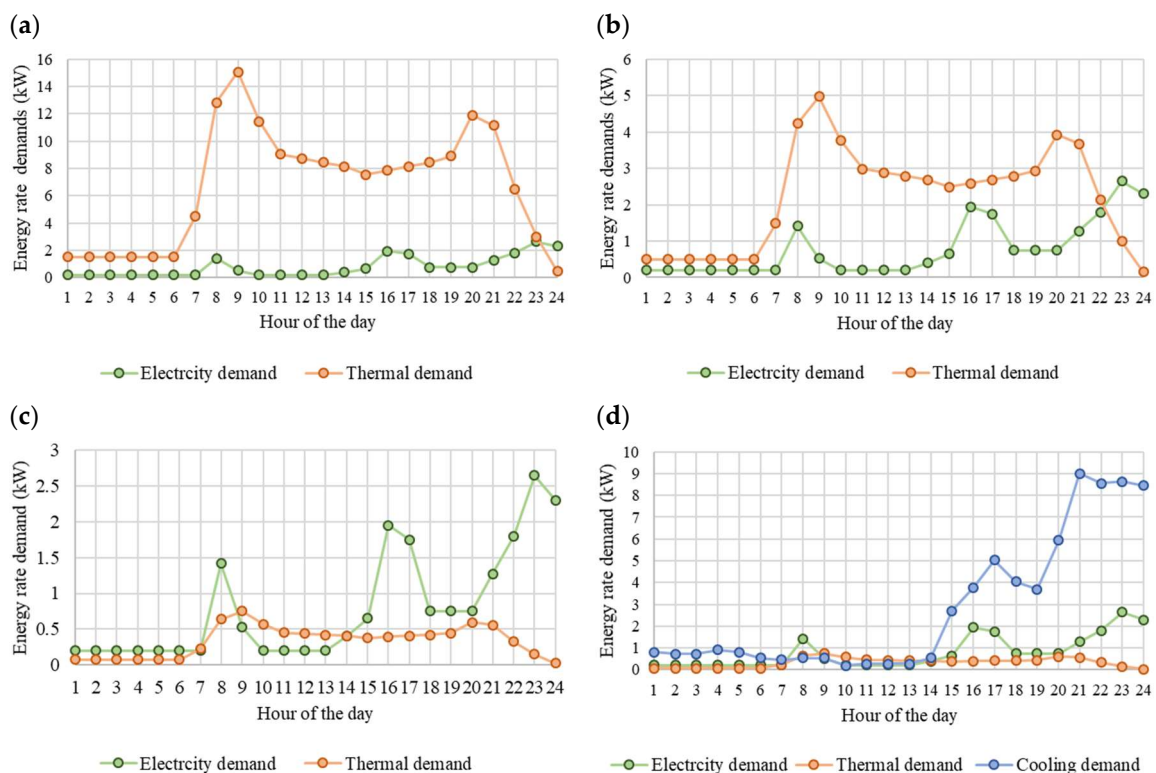 (a)
Energy rate demands (kW)
16
14
12
10
8
6
4
2
0
1 2 3 4 5 6 7 8 9 10 11 12 13 14 15 16 17 18 19 20 21 22 23 24
Hour of the day
Electrcity demand Thermal demand
(b)
Energy rate demands (kW)
6
5
4
3
2
1
0
1 2 3 4 5 6 7 8 9 10 11 12 13 14 15 16 17 18 19 20 21 22 23 24
Hour of the day
Electrcity demand Thermal demand
(c)
Energy rate demand (kW)
3
2.5
2
1.5
1
0.5
0
1 2 3 4 5 6 7 8 9 10 11 12 13 14 15 16 17 18 19 20 21 22 23 24
Hour of the day
Electrcity demand Thermal demand
(d)
Energy rate demand (kW)
10
9
8
7
6
5
4
3
2
1
0
1 2 3 4 5 6 7 8 9 10 11 12 13 14 15 16 17 18 19 20 21 22 23 24
Hour of the day
Electrcity demand Thermal demand Cooling demand